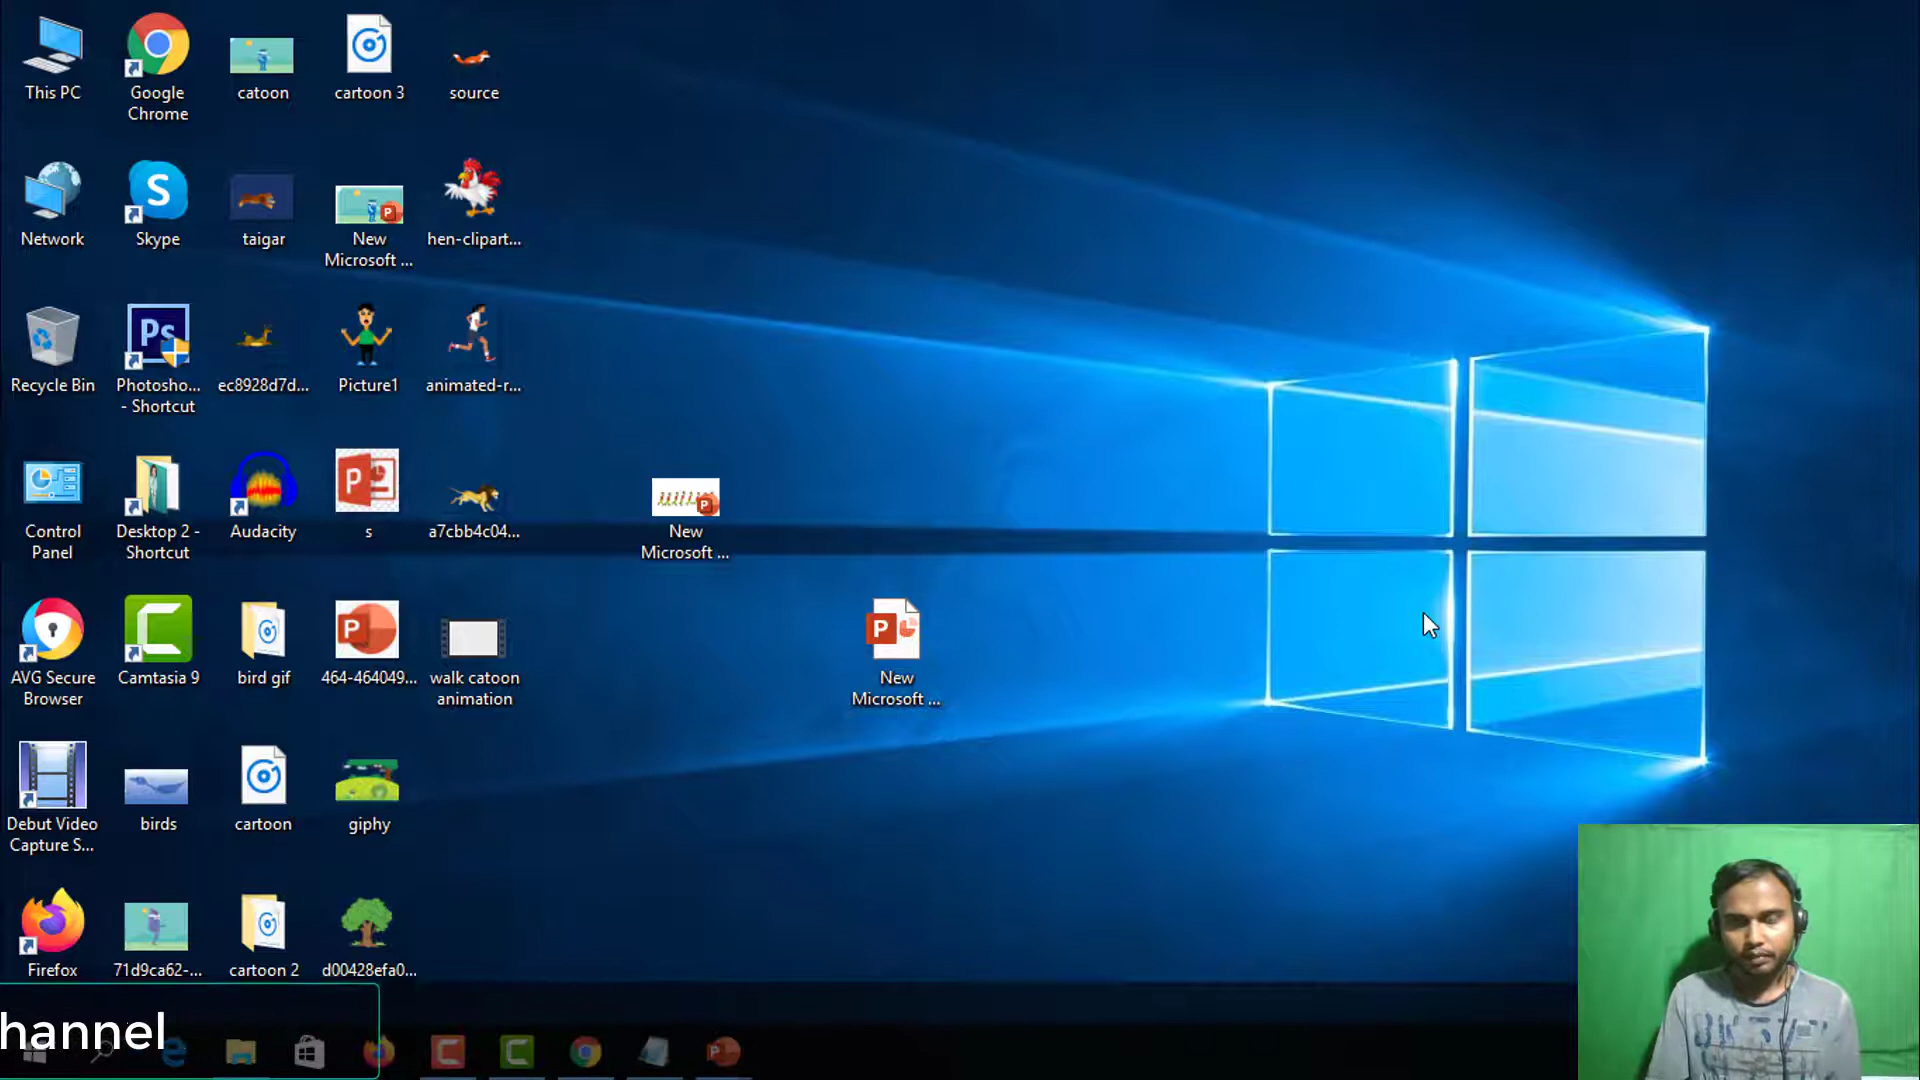 This PC
Google
Chrome
catoon
cartoon 3
source
Network
Skype
taigar
New
Microsoft ...
hen-clipart...
Recycle Bin
Photosho...
- Shortcut
ec8928d7d...
Picture1
animated-r...
Control
Panel
Desktop 2 -
Shortcut
Audacity
s
a7cbb4c04...
New
Microsoft ...
AVG Secure
Browser
Camtasia 9
bird gif
464-464049...
walk catoon
animation
New
Microsoft ...
Debut Video
Capture S...
birds
cartoon
giphy
Firefox
71d9ca62-...
cartoon 2
d00428efa0...
hannel